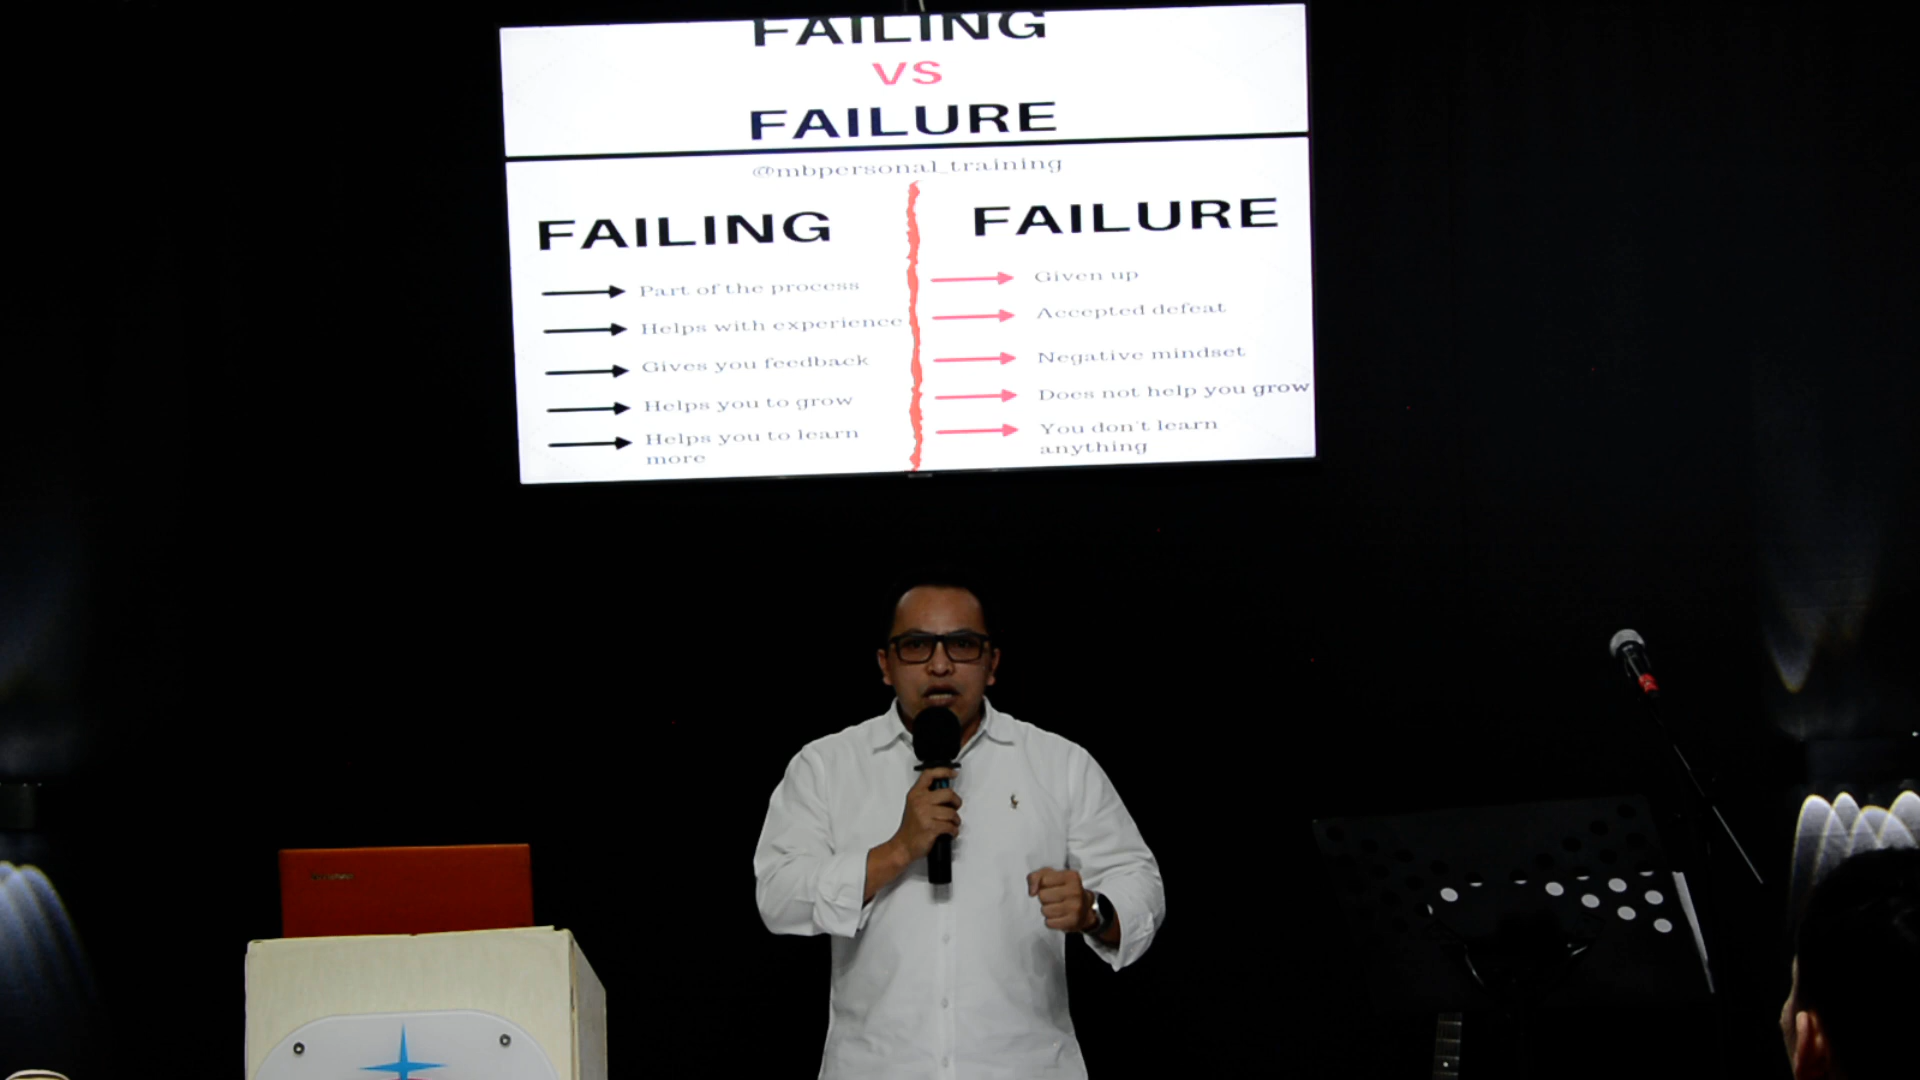 FAILING
VS
FAILURE
@mbpersonal_training
FAILING
Part of the process
Helps with experience
Gives you feedback
Helps you to grow
Helps you to learn
more
FAILURE
Given up
Accepted defeat
Negative mindset
Does not help you grow
You don't learn
anything